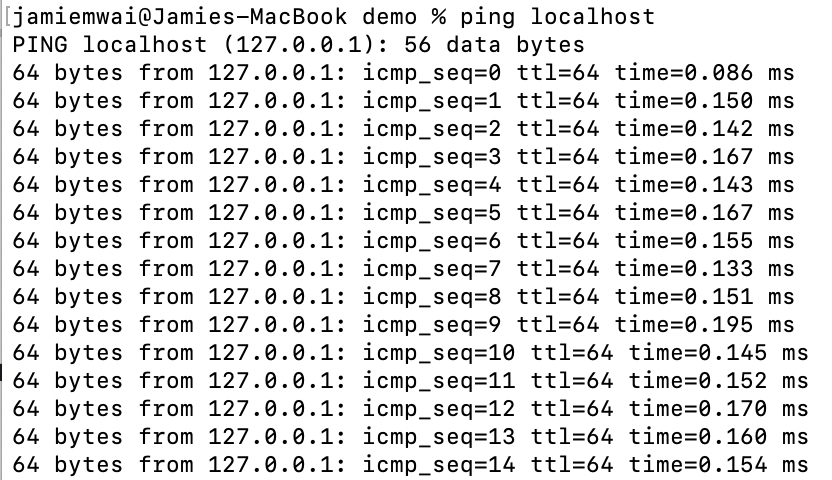 [jamiemwai@Jamies-MacBook demo % ping localhost
PING localhost (127.0.0.1): 56 data bytes
64 bytes from 127.0.0.1: icmp_seq=0 ttl=64 time=0.086 ms
64 bytes from 127.0.0.1: icmp_seq=1 ttl=64 time=0.150 ms
64 bytes from 127.0.0.1: icmp_seq=2 ttl=64 time=0.142 ms
64 bytes from 127.0.0.1: icmp_seq=3 ttl=64 time=0.167 ms
64 bytes from 127.0.0.1: icmp_seq=4 ttl=64 time=0.143 ms
64 bytes from 127.0.0.1: icmp_seq=5 ttl=64 time=0.167 ms
64 bytes from 127.0.0.1: icmp_seq=6 ttl=64 time=0.155 ms
64 bytes from 127.0.0.1: icmp_seq=7 ttl=64 time=0.133 ms
64 bytes from 127.0.0.1: icmp_seq=8 ttl=64 time=0.151 ms
64 bytes from 127.0.0.1: icmp_seq=9 ttl=64 time=0.195 ms
64 bytes from 127.0.0.1: icmp_seq=10 ttl=64 time=0.145 ms
64 bytes from 127.0.0.1: icmp_seq=11 ttl=64 time=0.152 ms
64 bytes from 127.0.0.1: icmp_seq=12 ttl=64 time=0.170 ms
64 bytes from 127.0.0.1: icmp_seq=13 ttl=64 time=0.160 ms
64 bytes from 127.0.0.1: icmp_seq=14 ttl=64 time=0.154 ms